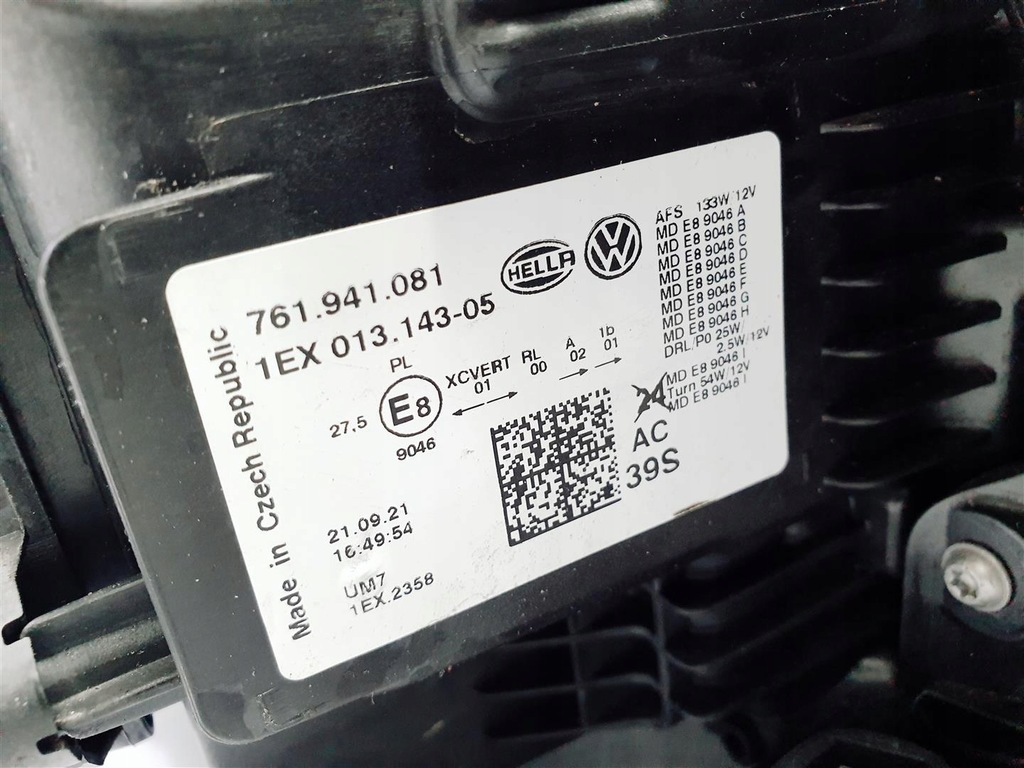 761.941.081
1EX 013.143-05
HELLA
VW
Made in Czech Republic
PL
27,5
E8
9046
XCVERT
01
RL
00
A
02
1b
01
AFS 133W/12V
MD E8 9046 A
MD E8 9046 B
MD E8 9046 C
MD E8 9046 D
MD E8 9046 E
MD E8 9046 F
MD E8 9046 G
MD E8 9046 H
DRL/PO 25W/
2.5W/12V
MD E8 9046 I
Turn 54W/12V
MD E8 9046 I
24
AC
39S
21.09.21
16:49:54
UM7
1EX.2358